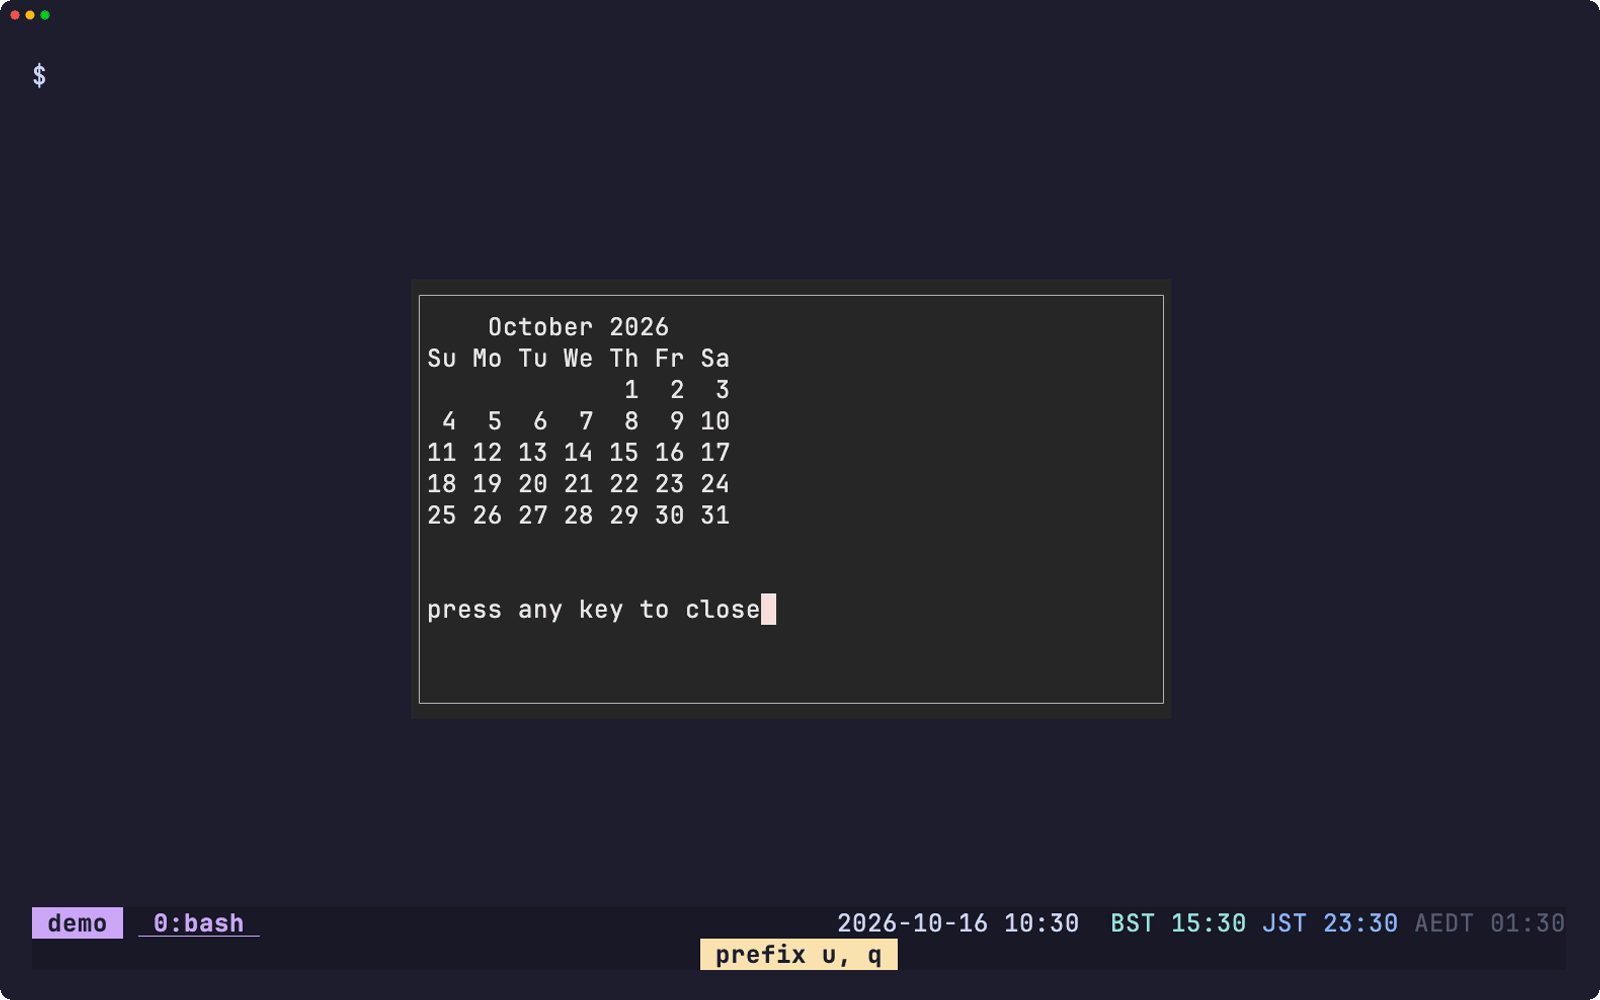 $
October 2026
Su Mo Tu We Th Fr Sa
1 2 3
4 5 6 7 8 9 10
11 12 13 14 15 16 17
18 19 20 21 22 23 24
25 26 27 28 29 30 31
press any key to close
demo 0:bash 2026-10-16 10:30 BST 15:30 JST 23:30 AEDT 01:30
prefix u, q